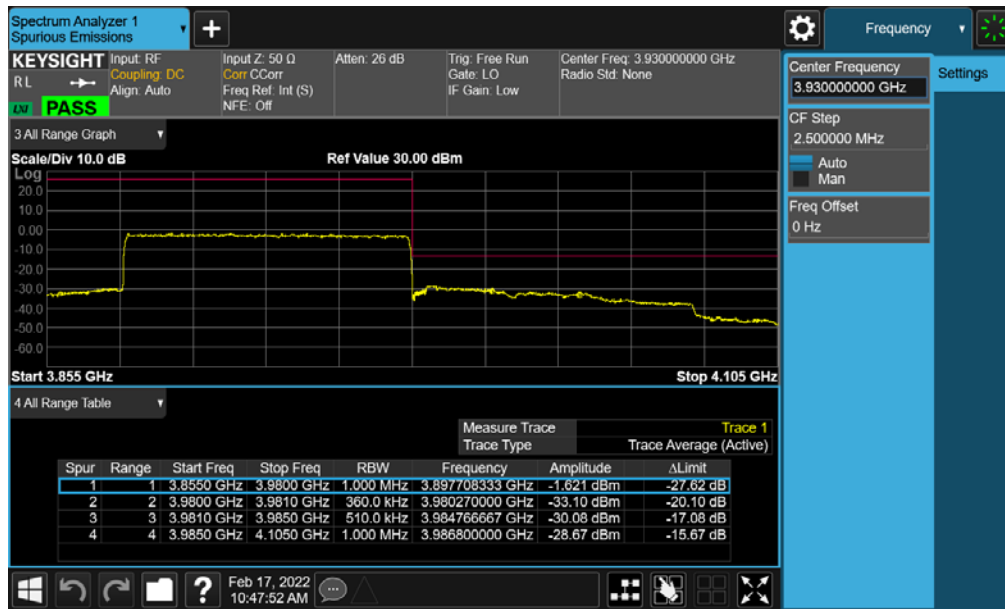 Spectrum Analyzer 1
Spurious Emissions
+
Frequency
KEYSIGHT
RL
LXI
PASS
Input: RF
Coupling: DC
Align: Auto
Input Z: 50 Ω
Corr CCorr
Freq Ref: Int (S)
NFE: Off
Atten: 26 dB
Trig: Free Run
Gate: LO
IF Gain: Low
Center Freq: 3.930000000 GHz
Radio Std: None
Center Frequency
3.930000000 GHz
Settings
CF Step
2.500000 MHz
Auto
Man
Freq Offset
0 Hz
3 All Range Graph
Scale/Div 10.0 dB
Ref Value 30.00 dBm
Log
20.0
10.0
0.00
-10.0
-20.0
-30.0
-40.0
-50.0
-60.0
Start 3.855 GHz
Stop 4.105 GHz
4 All Range Table
Measure Trace Trace 1
Trace Type Trace Average (Active)
Spur Range Start Freq Stop Freq RBW Frequency Amplitude ΔLimit
1 1 3.8550 GHz 3.9800 GHz 1.000 MHz 3.897708333 GHz -1.621 dBm -27.62 dB
2 2 3.9800 GHz 3.9810 GHz 360.0 kHz 3.980270000 GHz -33.10 dBm -20.10 dB
3 3 3.9810 GHz 3.9850 GHz 510.0 kHz 3.984766667 GHz -30.08 dBm -17.08 dB
4 4 3.9850 GHz 4.1050 GHz 1.000 MHz 3.986800000 GHz -28.67 dBm -15.67 dB
?
Feb 17, 2022
10:47:52 AM